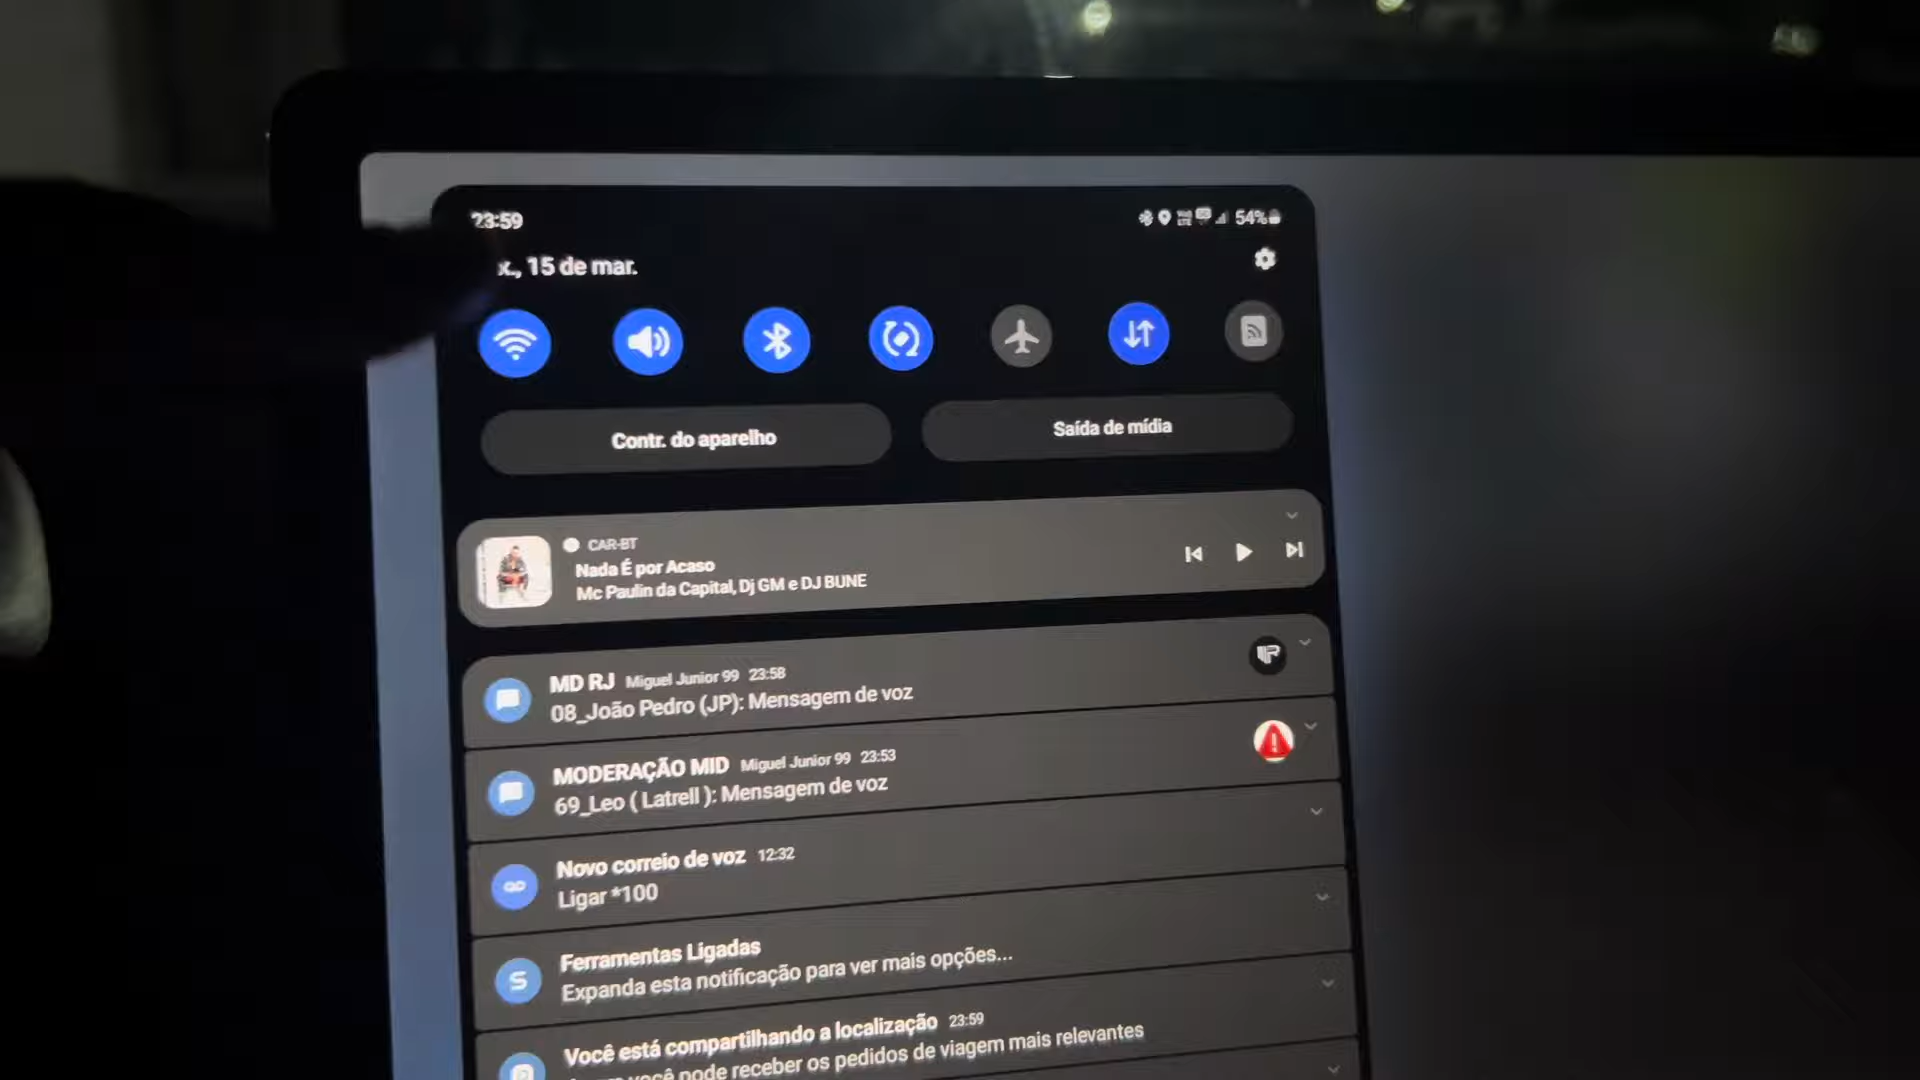 23:59
54%
x., 15 de mar.
Contr. do aparelho
Saída de mídia
CAR-BT
Nada É por Acaso
Mc Paulin da Capital, Dj GM e DJ BUNE
MD RJ Miguel Junior 99 23:58
08_João Pedro (JP): Mensagem de voz
MODERAÇÃO MID Miguel Junior 99 23:53
69_Leo ( Latrell ): Mensagem de voz
Novo correio de voz 12:32
Ligar *100
S
Ferramentas Ligadas
Expanda esta notificação para ver mais opções...
Você está compartilhando a localização 23:59
você pode receber os pedidos de viagem mais relevantes